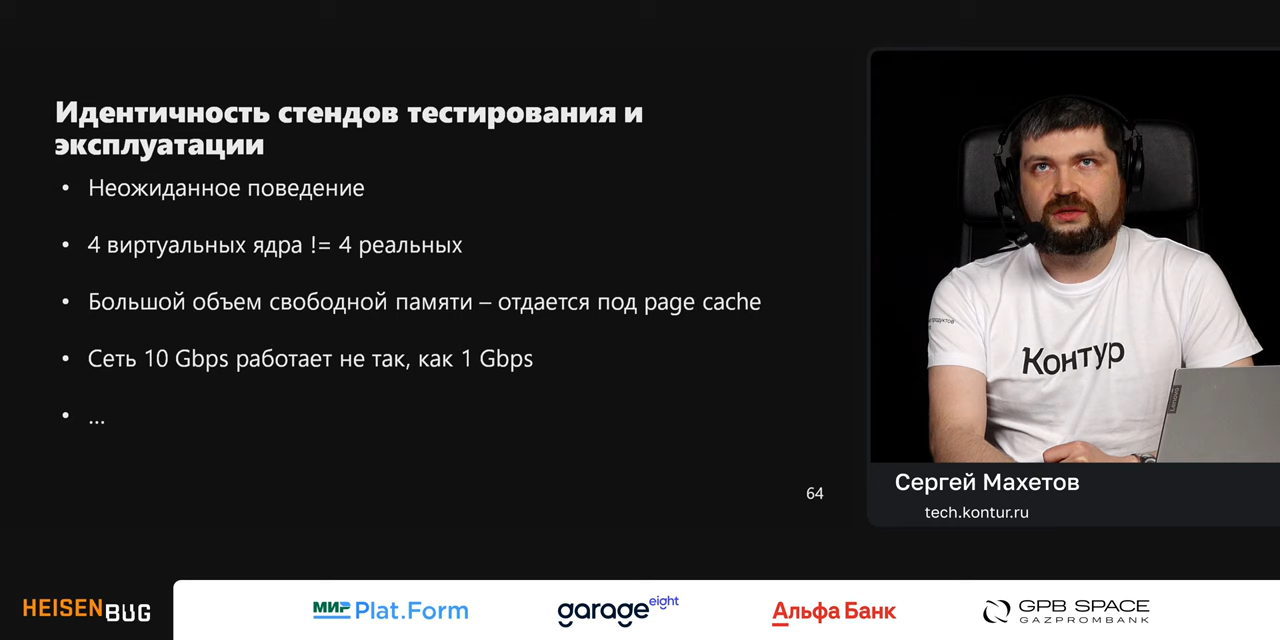 Идентичность стендов тестирования и
эксплуатации
• Неожиданное поведение
• 4 виртуальных ядра != 4 реальных
• Большой объем свободной памяти – отдается под page cache
• Сеть 10 Gbps работает не так, как 1 Gbps
• ...
64
Контур
Lenovo
Сергей Махетов
tech.kontur.ru
HEISENBUG
МИР Plat.Form
garage eight
Альфа Банк
GPB SPACE
GAZPROMBANK